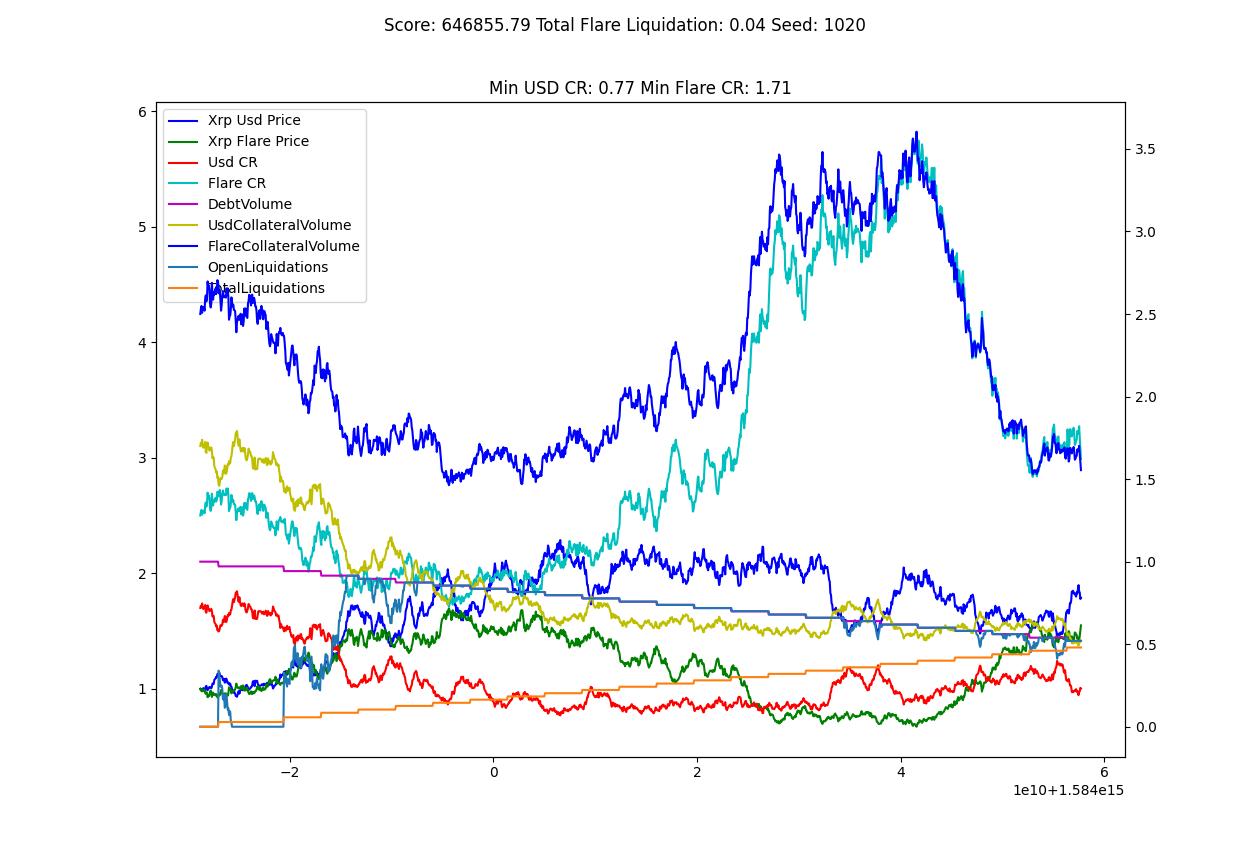 Score: 646855.79 Total Flare Liquidation: 0.04 Seed: 1020
Min USD CR: 0.77 Min Flare CR: 1.71
Xrp Usd Price
Xrp Flare Price
Usd CR
Flare CR
DebtVolume
UsdCollateralVolume
FlareCollateralVolume
OpenLiquidations
TotalLiquidations
6
5
4
3
2
1
3.5
3.0
2.5
2.0
1.5
1.0
0.5
0.0
−2
0
2
4
6
1e10+1.584e15